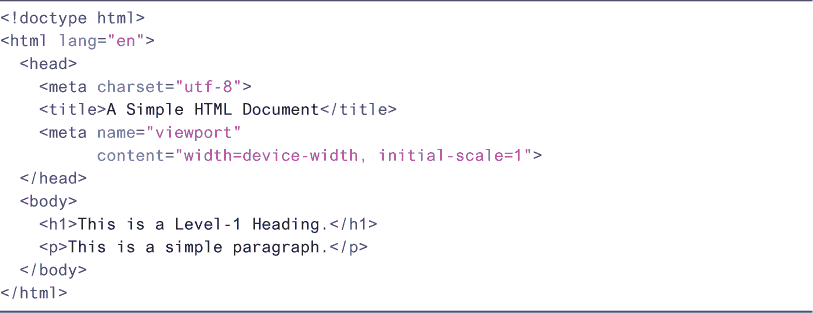 <!doctype html>
<html lang="en">
  <head>
    <meta charset="utf-8">
    <title>A Simple HTML Document</title>
    <meta name="viewport"
          content="width=device-width, initial-scale=1">
  </head>
  <body>
    <h1>This is a Level-1 Heading.</h1>
    <p>This is a simple paragraph.</p>
  </body>
</html>